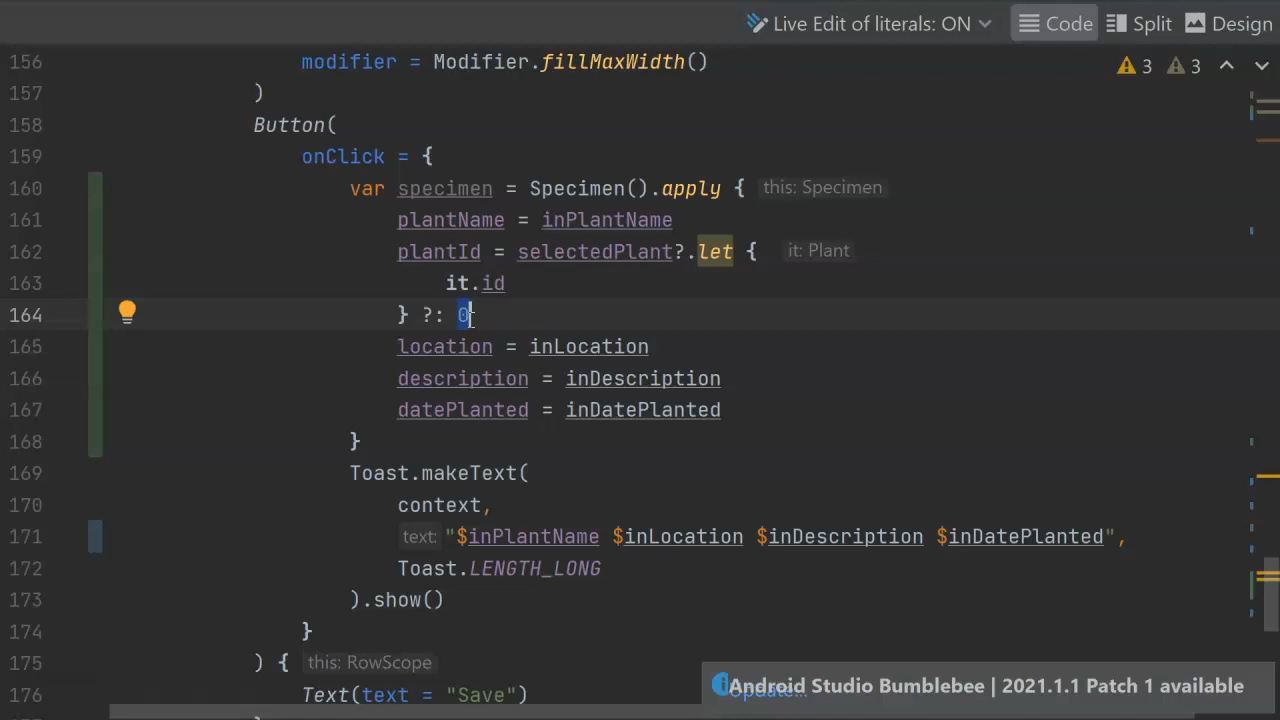 Live Edit of literals: ON Code Split Design
156 modifier = Modifier.fillMaxWidth() 3 3
157 )
158 Button(
159 onClick = {
160 var specimen = Specimen().apply { this: Specimen
161 plantName = inPlantName
162 plantId = selectedPlant?.let { it: Plant
163 it.id
164 } ?: 0
165 location = inLocation
166 description = inDescription
167 datePlanted = inDatePlanted
168 }
169 Toast.makeText(
170 context,
171 text: "$inPlantName $inLocation $inDescription $inDatePlanted",
172 Toast.LENGTH_LONG
173 ).show()
174 }
175 ) { this: RowScope
176 Text(text = "Save")
Android Studio Bumblebee | 2021.1.1 Patch 1 available
Update...